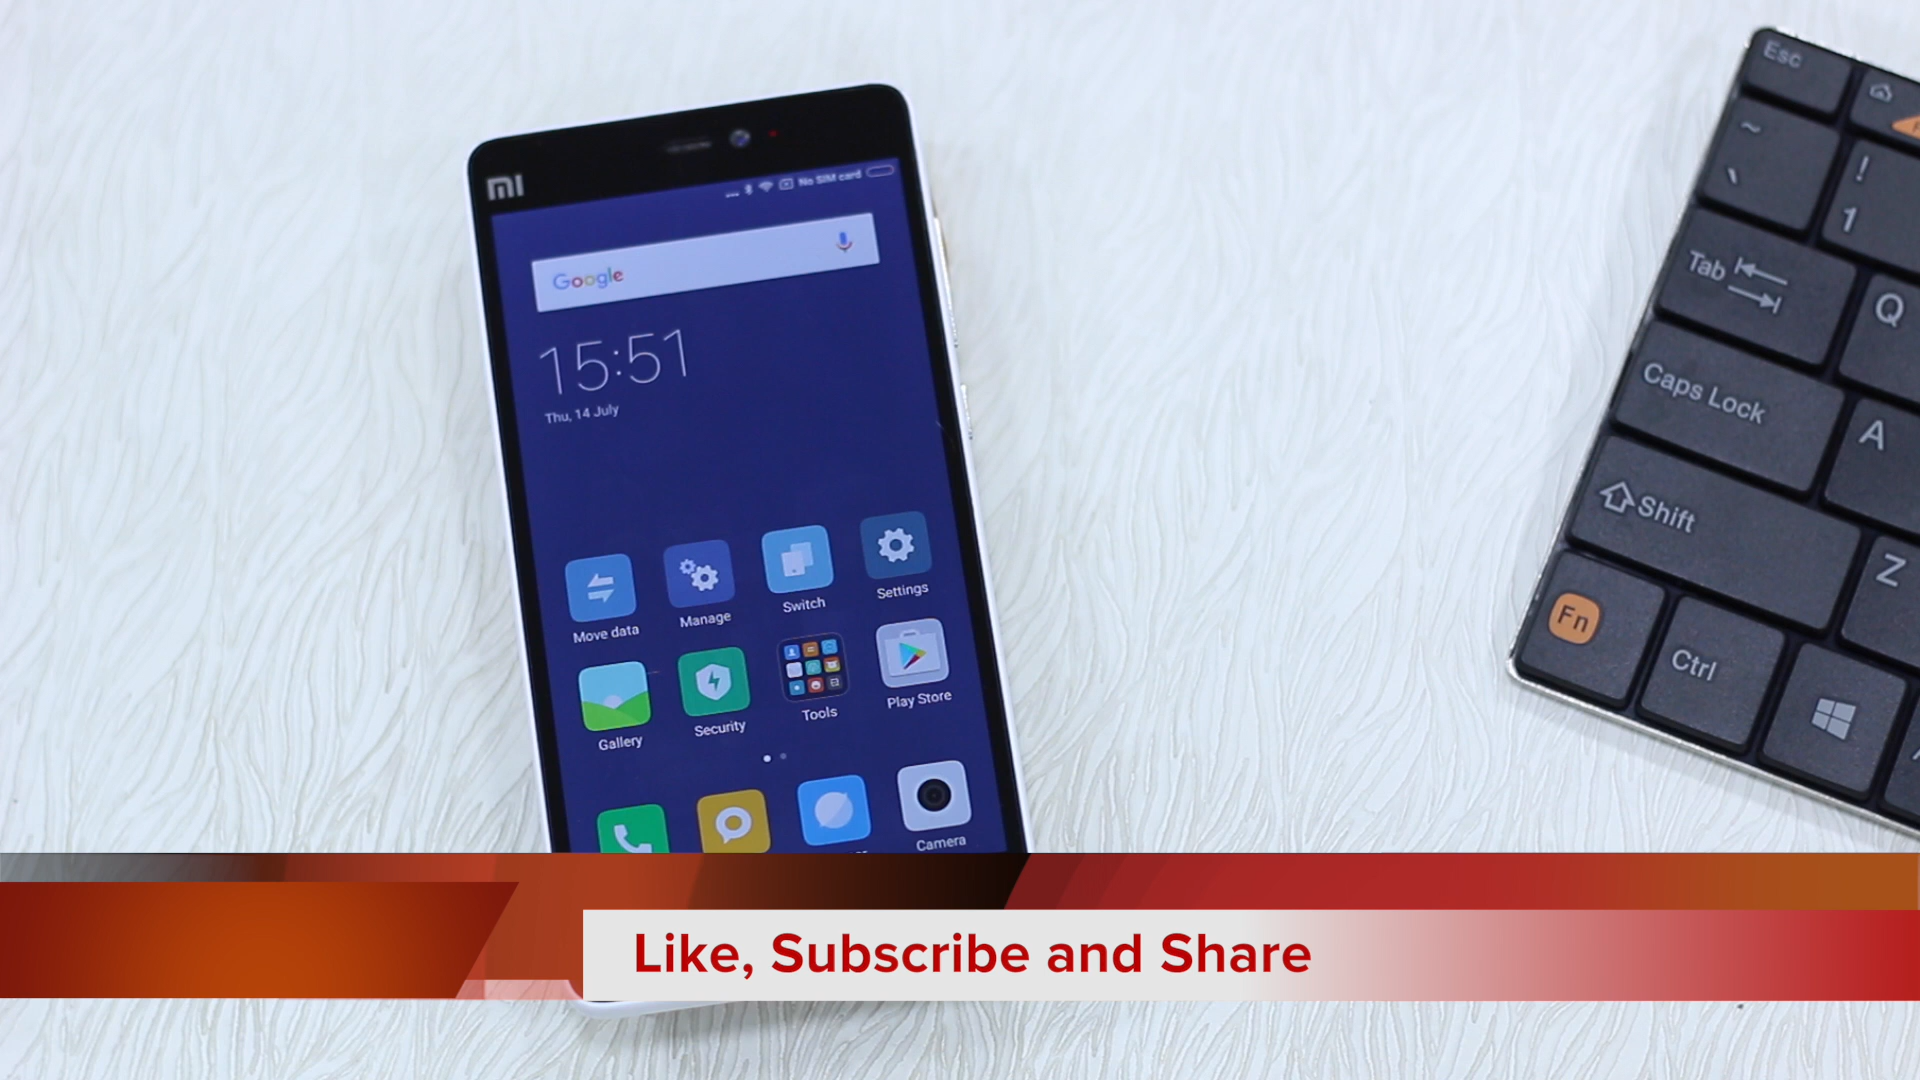 MI
No SIM card
Google
15:51
Thu, 14 July
Move data
Manage
Switch
Settings
Gallery
Security
Tools
Play Store
Camera
Esc
~
`
!
1
Tab
Q
Caps Lock
A
Shift
Z
Fn
Ctrl
Like, Subscribe and Share